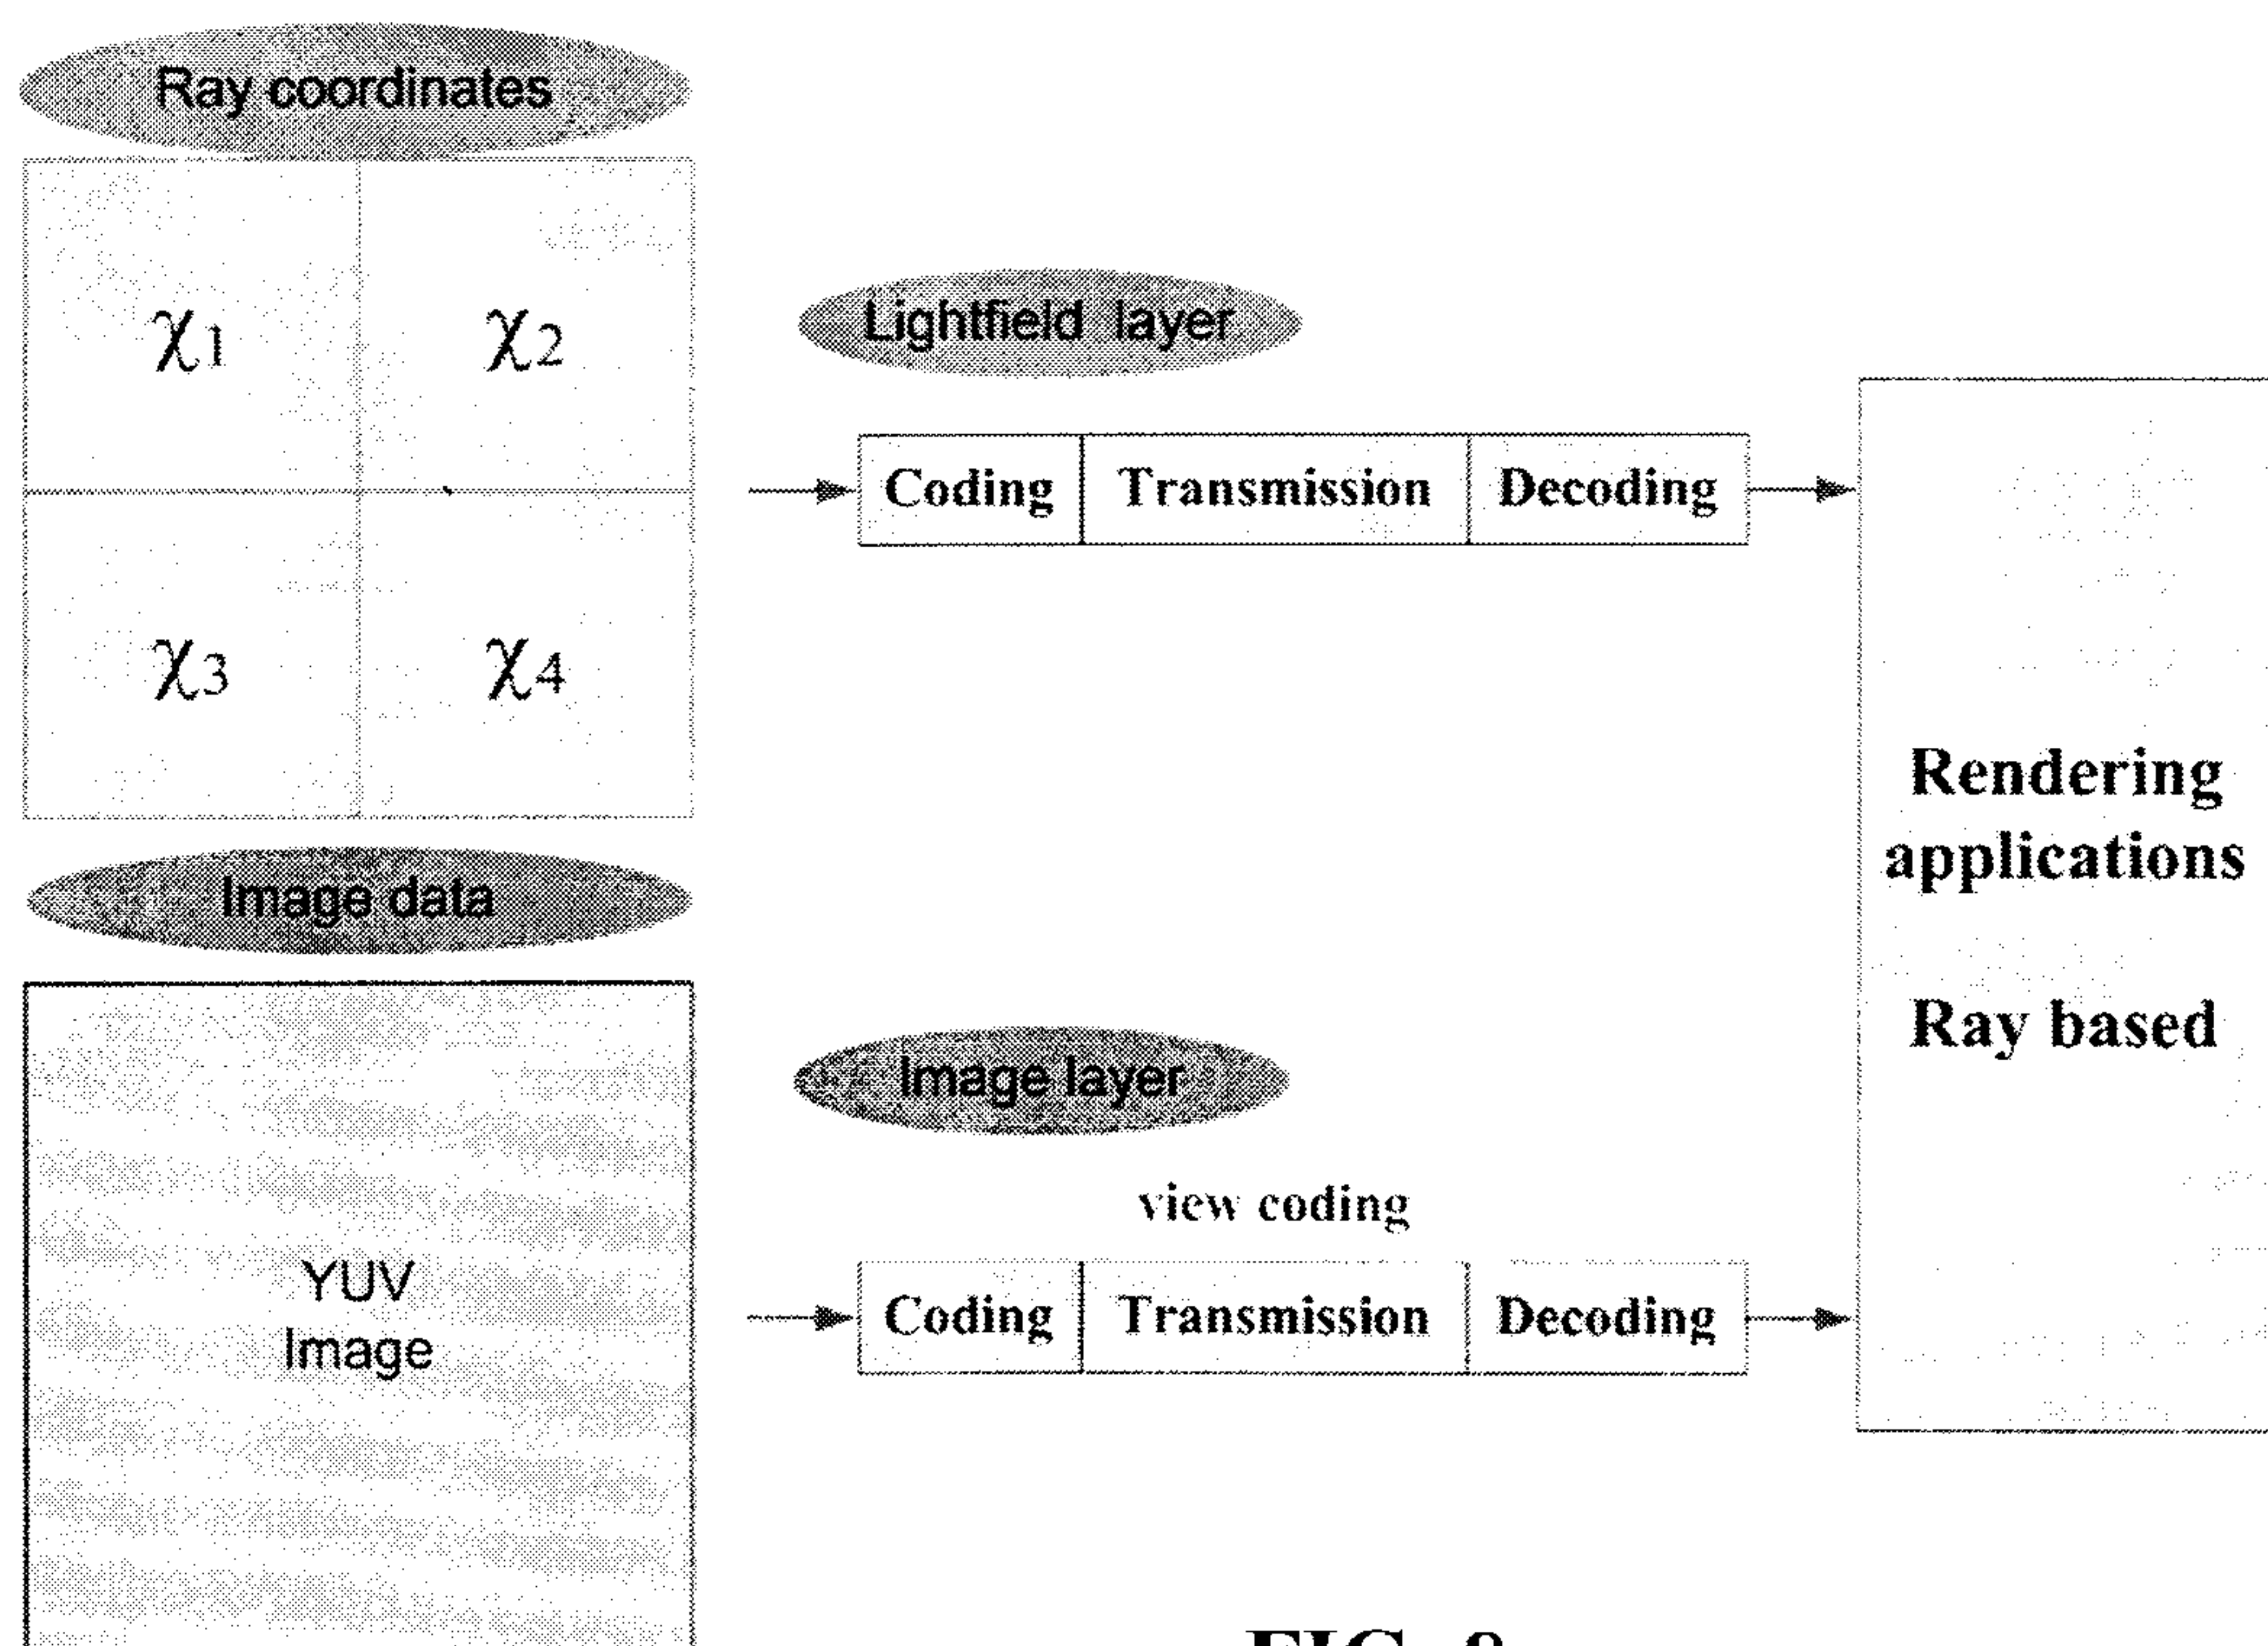 Ray coordinates
χ1 χ2
χ3 χ4
Lightfield layer
Coding Transmission Decoding
Rendering
applications
Ray based
Image data
YUV
Image
Image layer
view coding
Coding Transmission Decoding